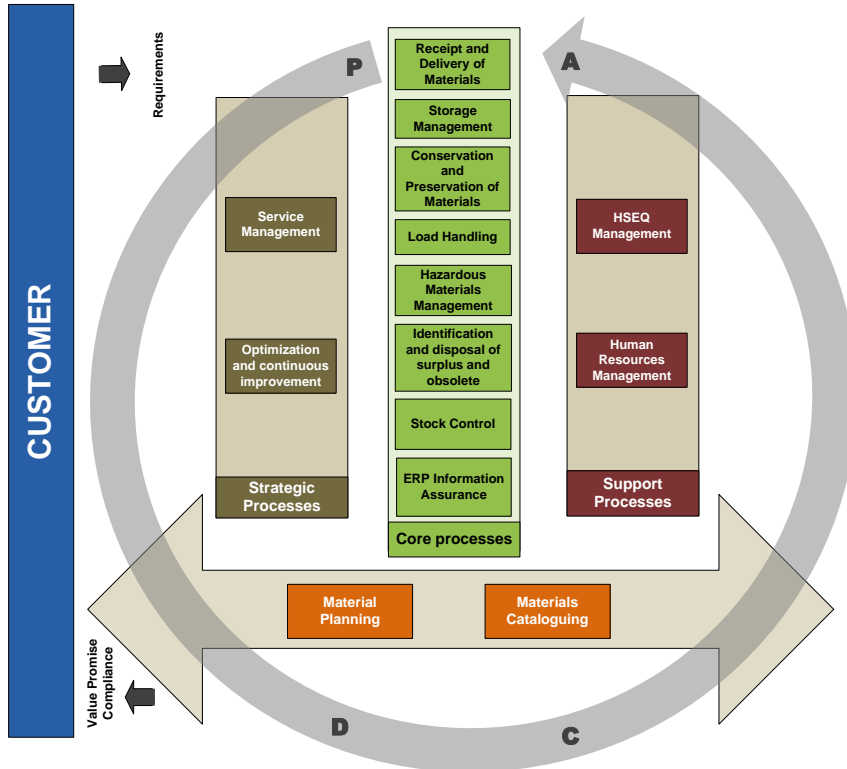 CUSTOMER
Requirements
P
A
Receipt and
Delivery of
Materials
Storage
Management
Conservation
and
Preservation of
Materials
Load Handling
Hazardous
Materials
Management
Identification
and disposal of
surplus and
obsolete
Stock Control
ERP Information
Assurance
Core processes
Service
Management
Optimization
and continuous
improvement
Strategic
Processes
HSEQ
Management
Human
Resources
Management
Support
Processes
Material
Planning
Materials
Cataloguing
Value Promise
Compliance
D
C